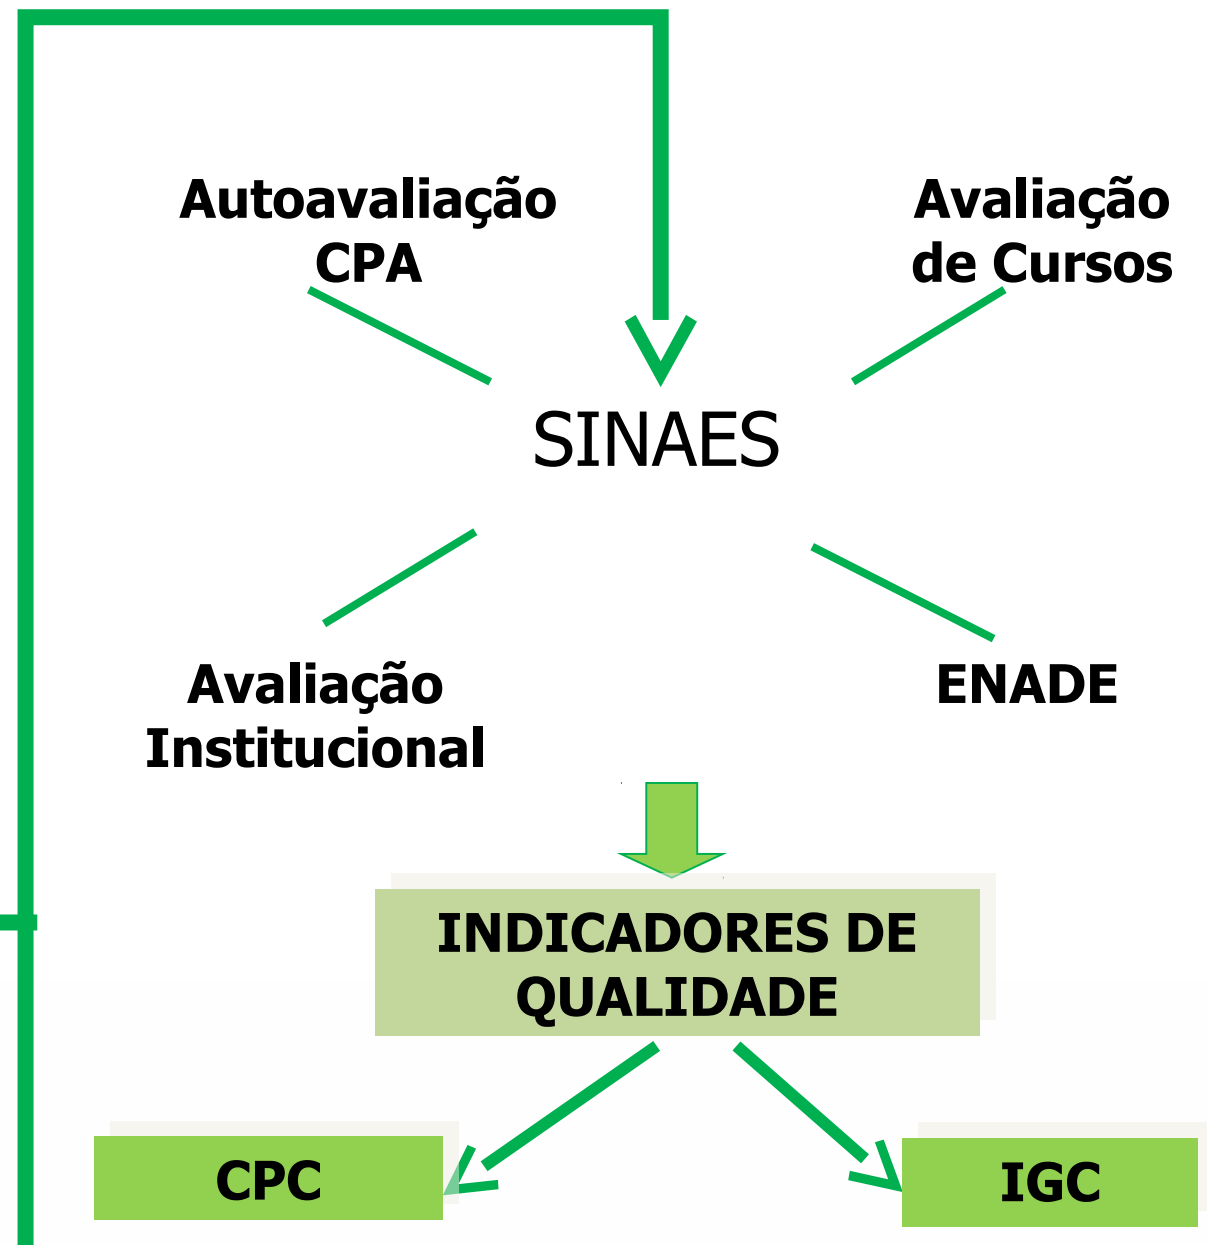 Autoavaliação
CPA
Avaliação
de Cursos
SINAES
Avaliação
Institucional
ENADE
INDICADORES DE
QUALIDADE
CPC
IGC